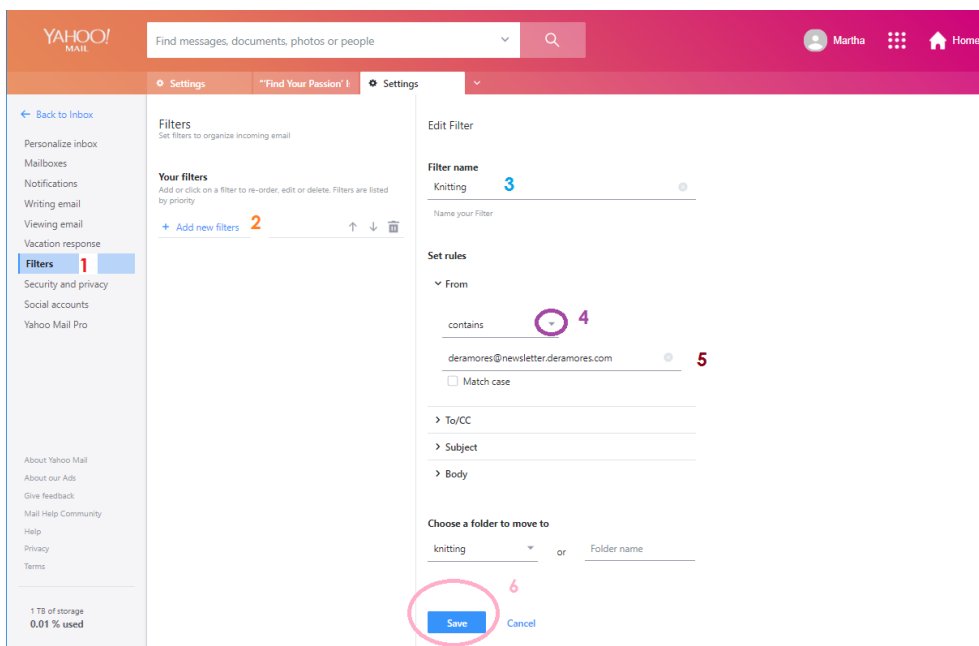 YAHOO!
MAIL
Find messages, documents, photos or people
Martha
Home
Settings
"'Find Your Passion' I
Settings
← Back to Inbox
Personalize inbox
Mailboxes
Notifications
Writing email
Viewing email
Vacation response
Filters 1
Security and privacy
Social accounts
Yahoo Mail Pro
About Yahoo Mail
About our Ads
Give feedback
Mail Help Community
Help
Privacy
Terms
1 TB of storage
0.01 % used
Filters
Set filters to organize incoming email
Your filters
Add or click on a filter to re-order, edit or delete. Filters are listed
by priority
+ Add new filters 2
Edit Filter
Filter name
Knitting 3
Name your Filter
Set rules
From
contains 4
deramores@newsletter.deramores.com 5
Match case
To/CC
Subject
Body
Choose a folder to move to
knitting or Folder name
6
Save Cancel